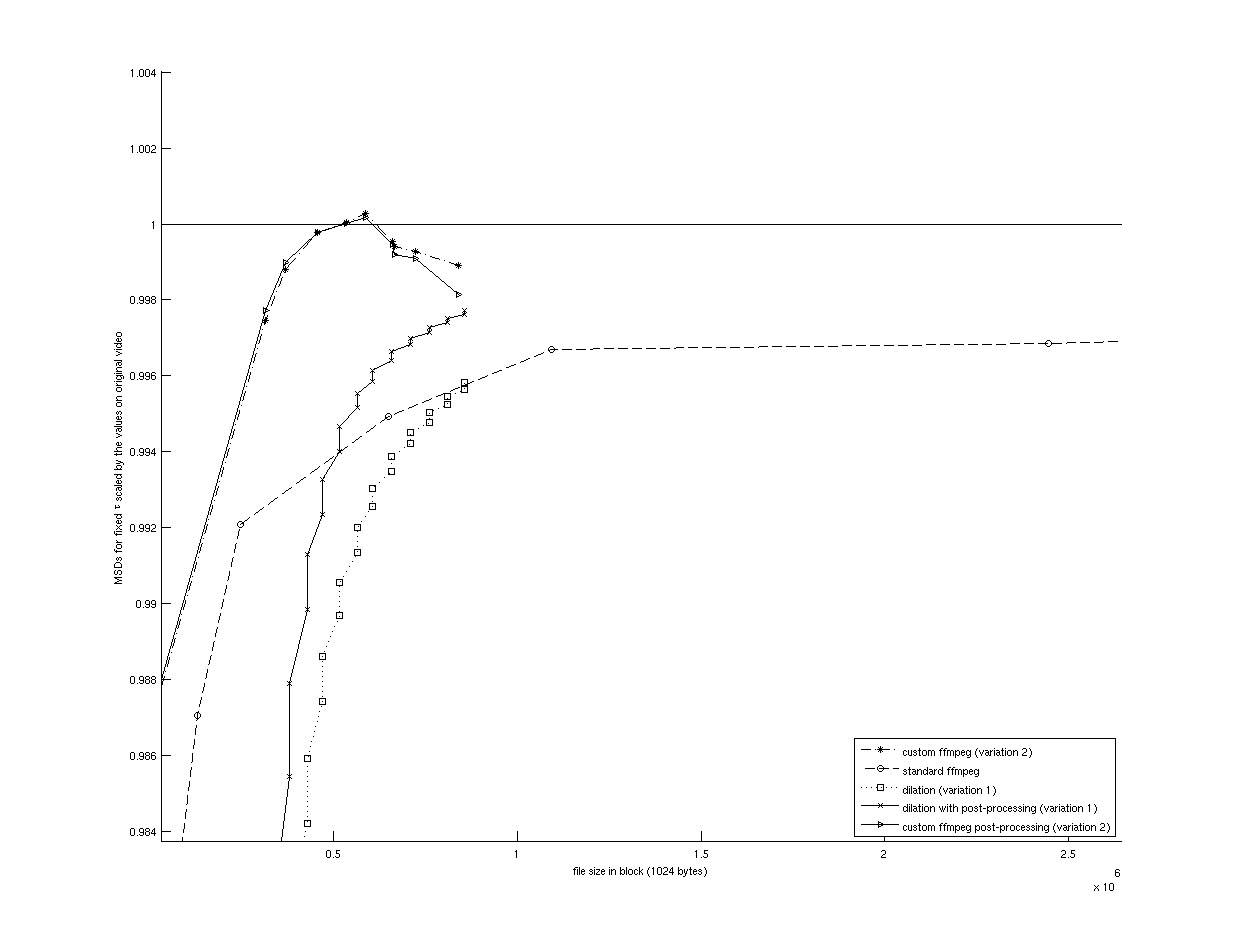 1.004
1.002
1
0.998
0.996
0.994
0.992
0.99
0.988
0.986
0.984
MSDs for fixed τ scaled by the values on original video
custom ffmpeg (variation 2)
standard ffmpeg
dilation (variation 1)
dilation with post-processing (variation 1)
custom ffmpeg post-processing (variation 2)
0.5 1 1.5 2 2.5
file size in block (1024 bytes)
x 10 6